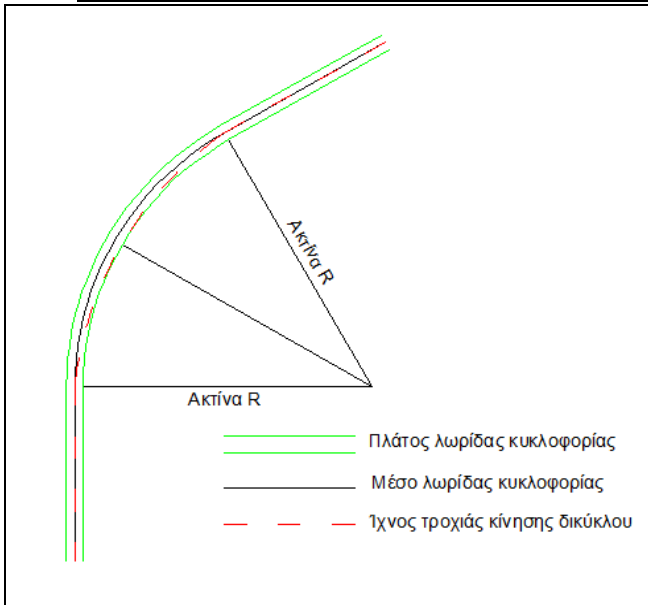 Ακτίνα R
Ακτίνα R
Πλάτος λωρίδας κυκλοφορίας
Μέσο λωρίδας κυκλοφορίας
Ίχνος τροχιάς κίνησης δικύκλου